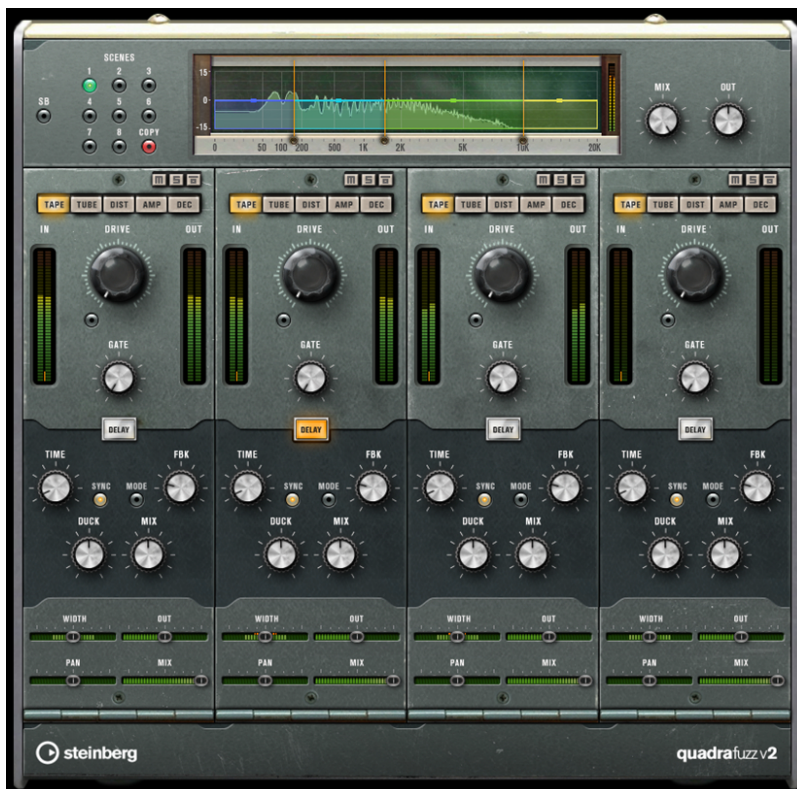 SCENES
1 2 3
SB
4 5 6
7 8 COPY
15
0
-15
0 50 100 200 500 1K 2K 5K 10K 20K
MIX OUT
m S m S m S m S
TAPE TUBE DIST AMP DEC TAPE TUBE DIST AMP DEC TAPE TUBE DIST AMP DEC TAPE TUBE DIST AMP DEC
IN DRIVE OUT IN DRIVE OUT IN DRIVE OUT IN DRIVE OUT
GATE GATE GATE GATE
DELAY DELAY DELAY DELAY
TIME FBK TIME FBK TIME FBK TIME FBK
SYNC MODE SYNC MODE SYNC MODE SYNC MODE
DUCK MIX DUCK MIX DUCK MIX DUCK MIX
WIDTH OUT WIDTH OUT WIDTH OUT WIDTH OUT
PAN MIX PAN MIX PAN MIX PAN MIX
steinberg quadrafuzz v2